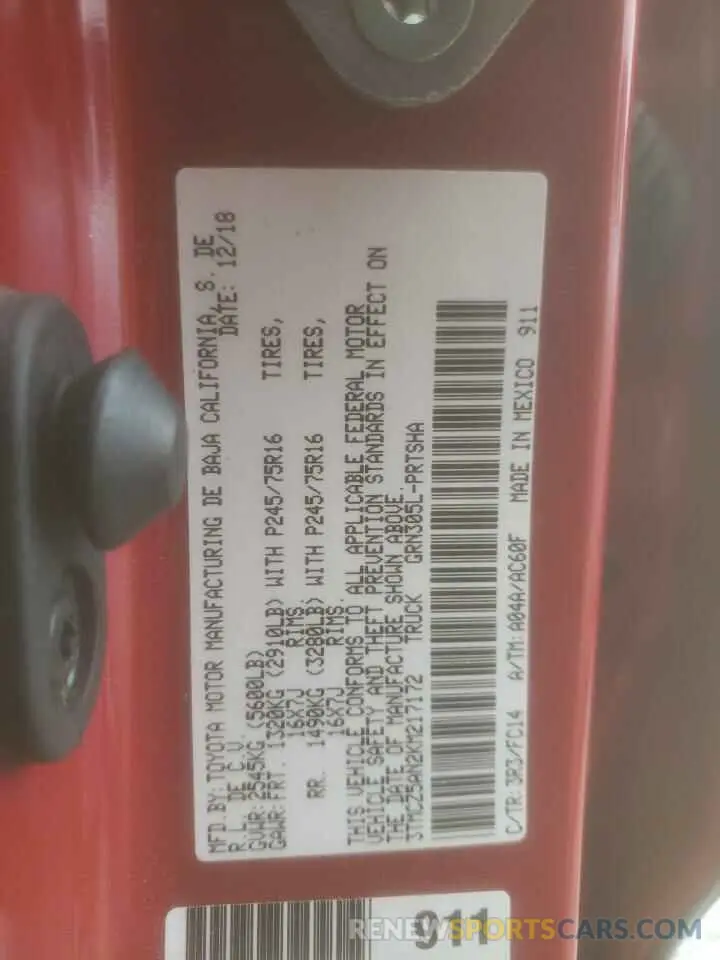 MFD.BY: TOYOTA MOTOR MANUFACTURING DE BAJA CALIFORNIA, S. DE
R.L. DE C.V. DATE: 12/18
GVWR: 2545KG (5600LB)
GAWR: FRT. 1320KG (2910LB) WITH P245/75R16 TIRES,
16X7J RIMS.
RR. 1490KG (3280LB) WITH P245/75R16 TIRES,
16X7J RIMS.
THIS VEHICLE CONFORMS TO ALL APPLICABLE FEDERAL MOTOR
VEHICLE SAFETY AND THEFT PREVENTION STANDARDS IN EFFECT ON
THE DATE OF MANUFACTURE SHOWN ABOVE.
3TMCZ5AN2KM217172 TRUCK GRN305L-PRTSHA
C/TR: 3R3/FC14 A/TM: A04A/AC60F MADE IN MEXICO 911
911
RENEWSPORTSCARS.COM